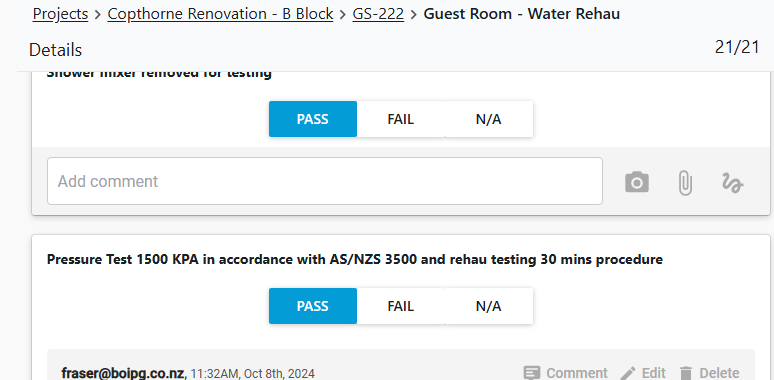 Projects > Copthorne Renovation - B Block > GS-222 > Guest Room - Water Rehau
Details 21/21
Shower mixer removed for testing
PASS FAIL N/A
Add comment
Pressure Test 1500 KPA in accordance with AS/NZS 3500 and rehau testing 30 mins procedure
PASS FAIL N/A
fraser@boipg.co.nz, 11:32AM, Oct 8th, 2024 Comment Edit Delete